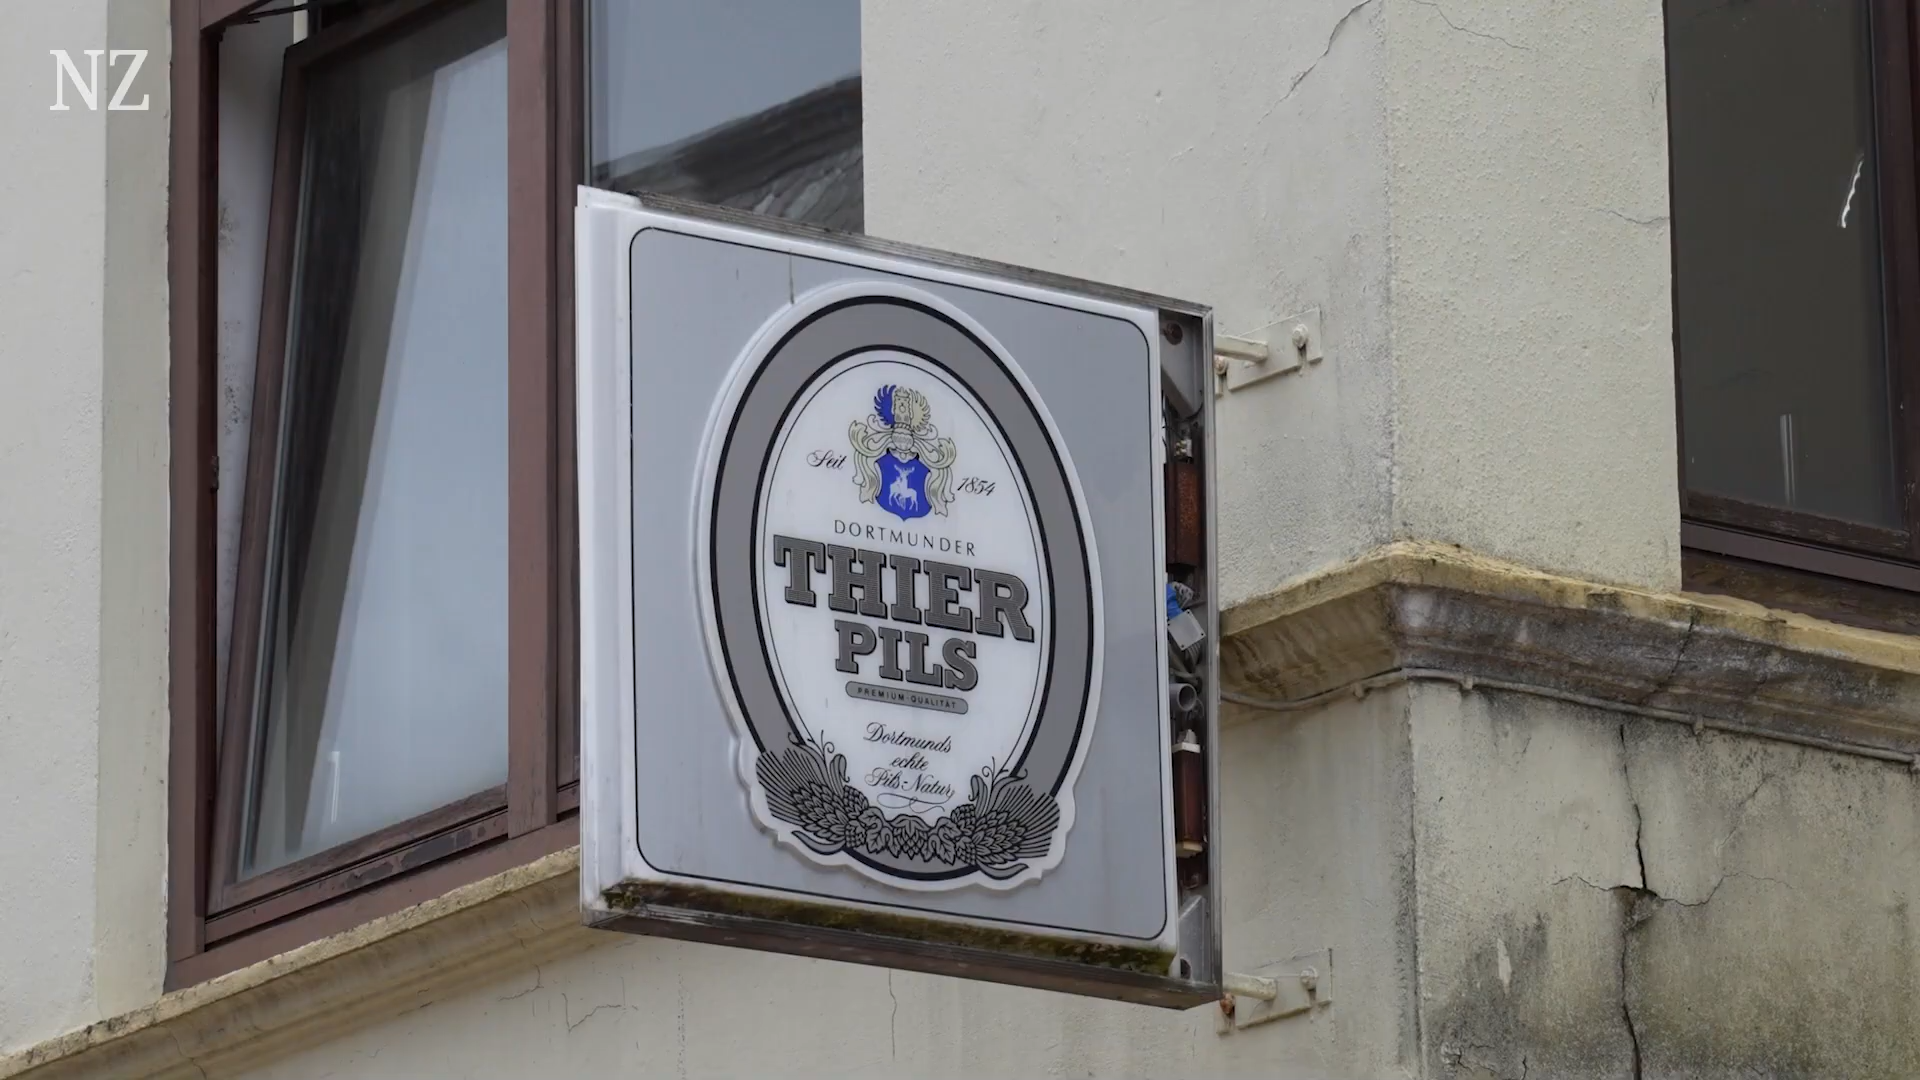 NZ
Seit 1854
DORTMUNDER
THIER
PILS
PREMIUM-QUALITÄT
Dortmunds
echte
Pils-Natur